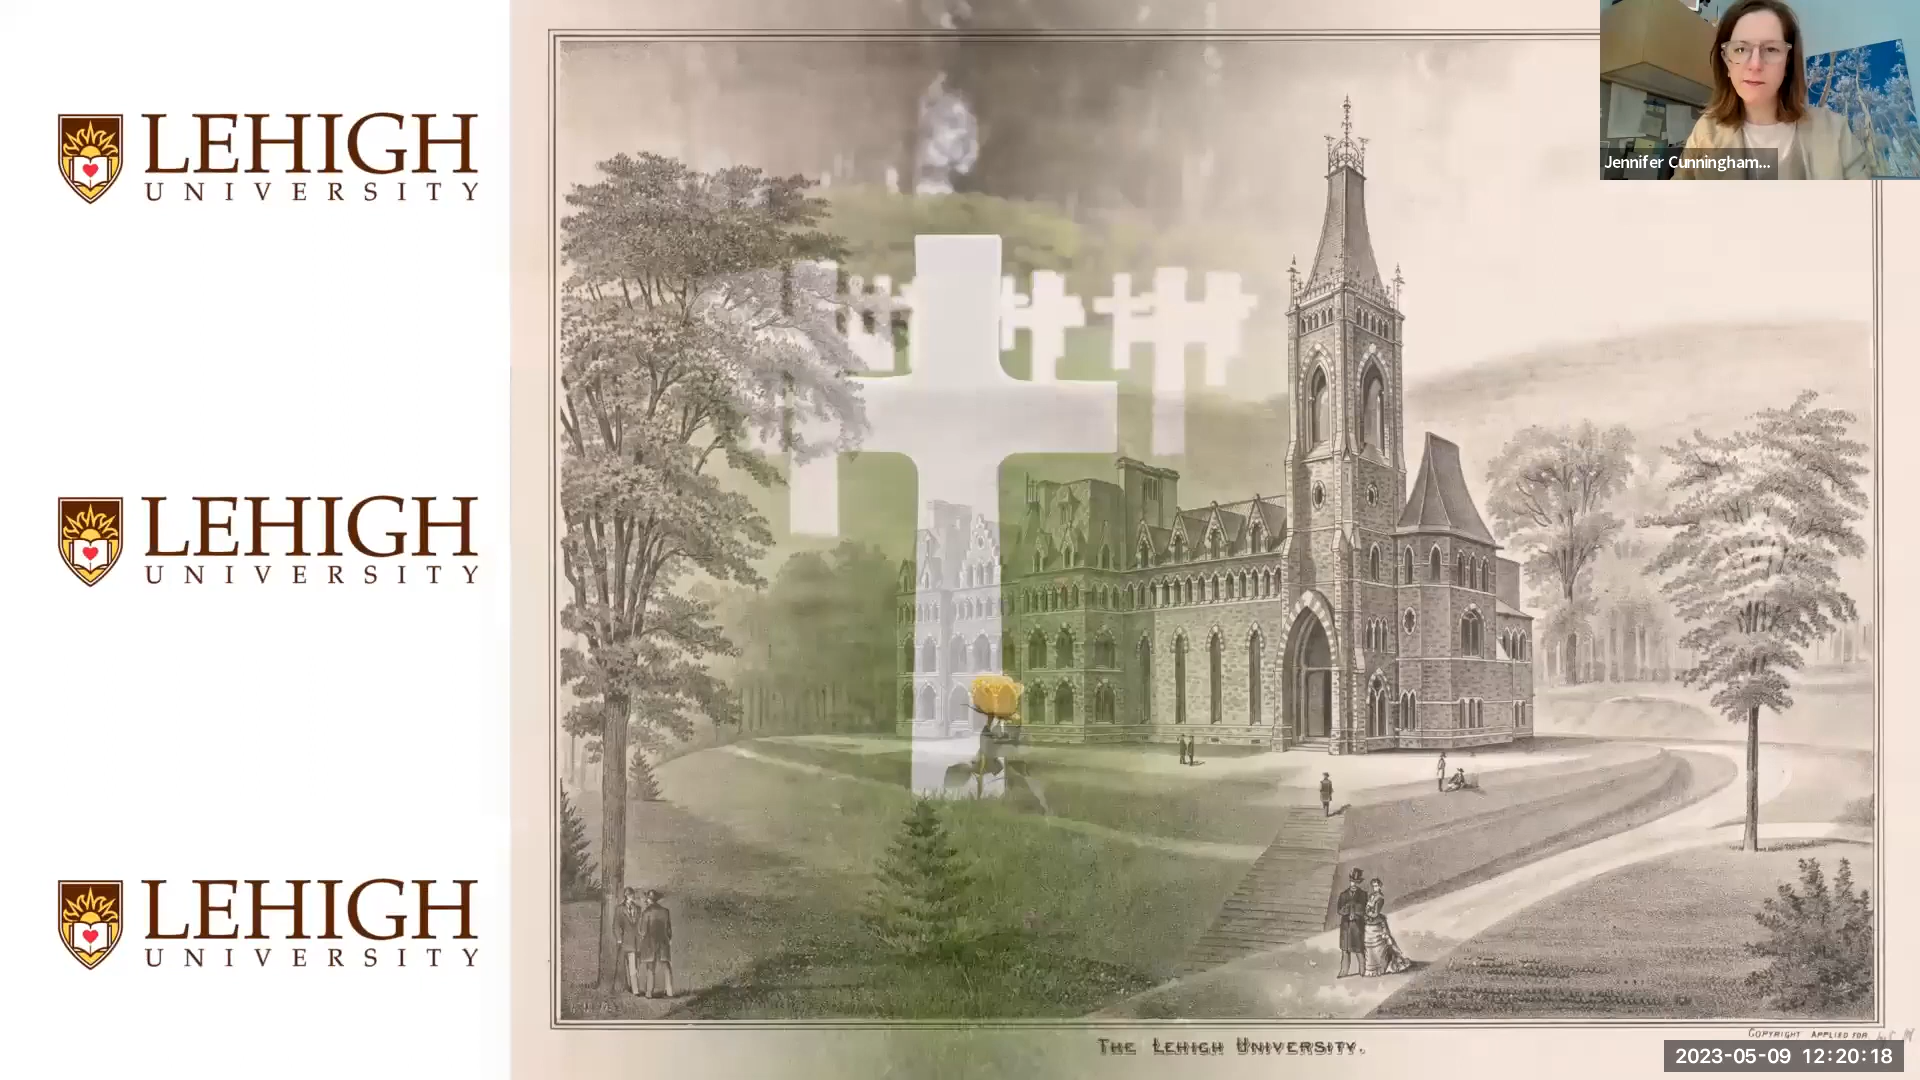 LEHIGH
UNIVERSITY
LEHIGH
UNIVERSITY
LEHIGH
UNIVERSITY
Jennifer Cunningham...
THE LEHIGH UNIVERSITY.
COPYRIGHT APPLIED FOR
2023-05-09 12:20:18